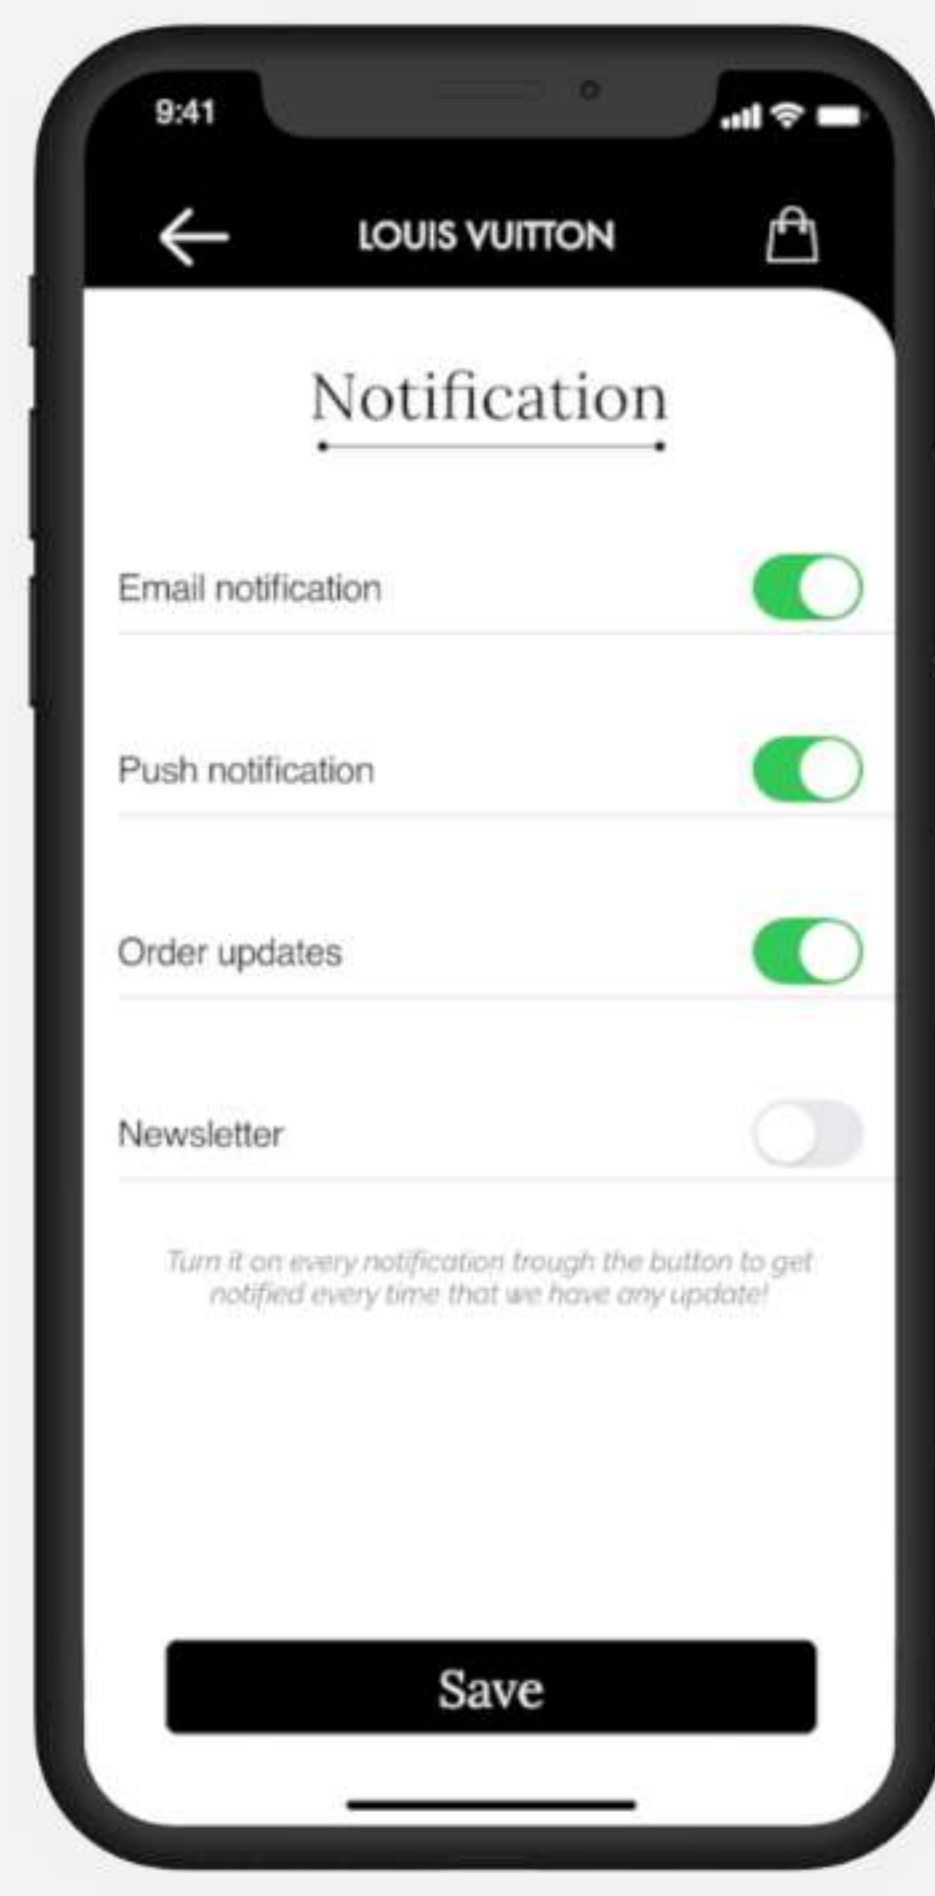 9:41
LOUIS VUITTON
Notification
Email notification
Push notification
Order updates
Newsletter
Turn it on every notification trough the button to get
notified every time that we have any update!
Save